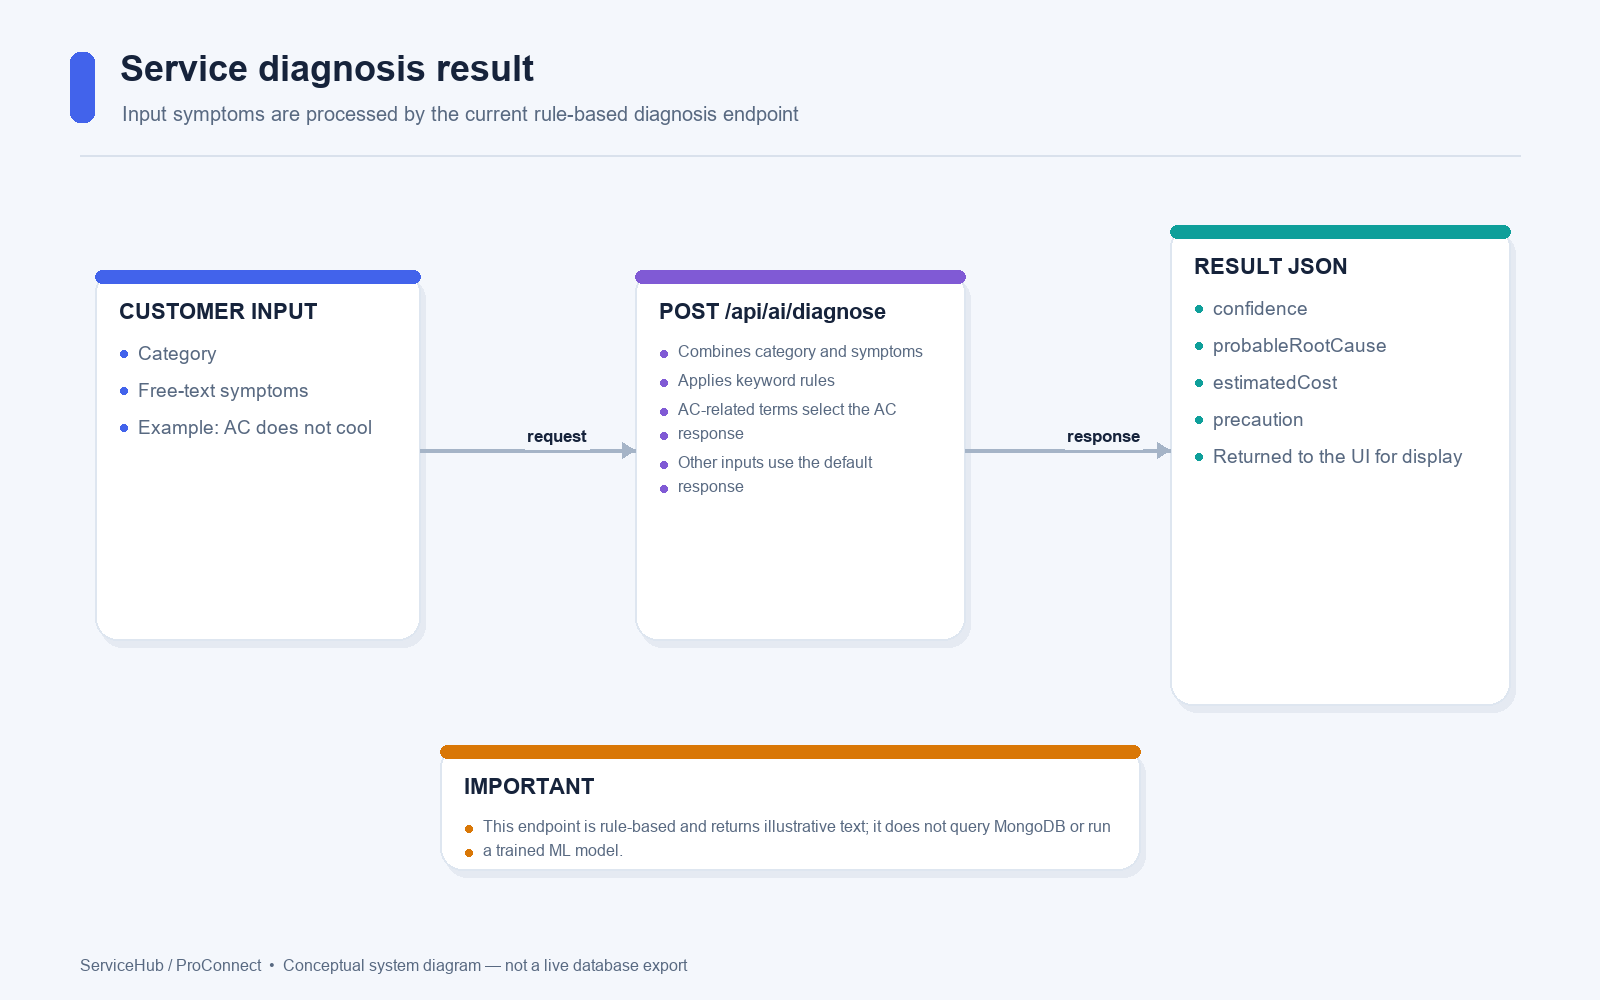 Service diagnosis result
Input symptoms are processed by the current rule-based diagnosis endpoint
CUSTOMER INPUT
• Category
• Free-text symptoms
• Example: AC does not cool
request
POST /api/ai/diagnose
• Combines category and symptoms
• Applies keyword rules
• AC-related terms select the AC
• response
• Other inputs use the default
• response
response
RESULT JSON
• confidence
• probableRootCause
• estimatedCost
• precaution
• Returned to the UI for display
IMPORTANT
• This endpoint is rule-based and returns illustrative text; it does not query MongoDB or run
• a trained ML model.
ServiceHub / ProConnect • Conceptual system diagram — not a live database export